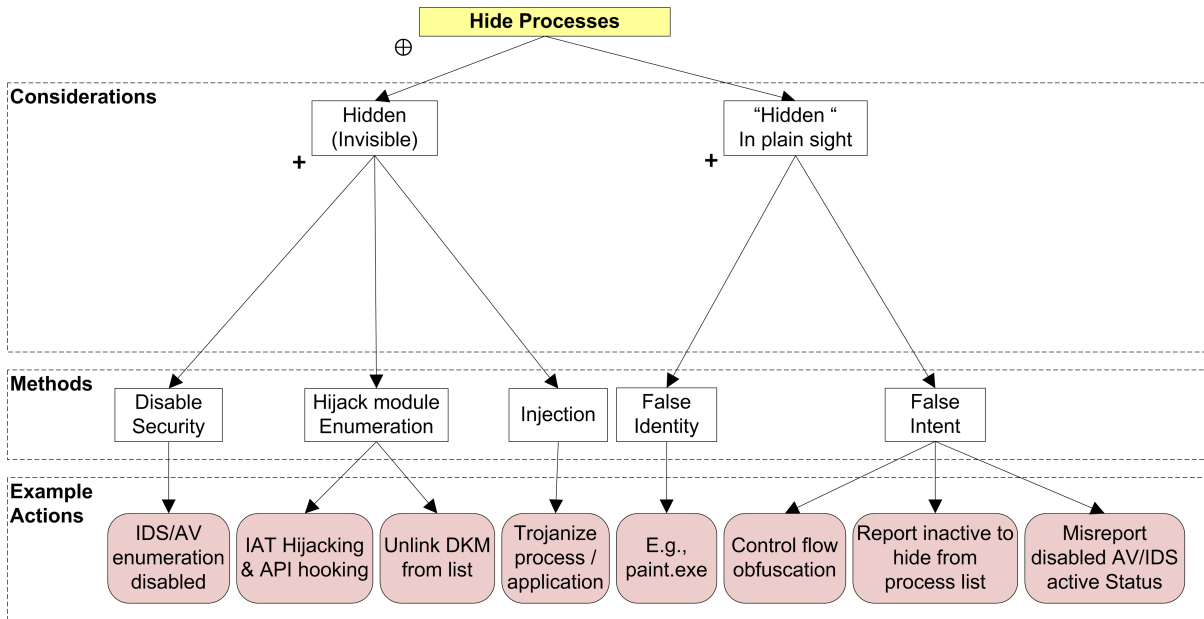 Hide Processes
⊕
Considerations
Hidden
(Invisible)
+
“Hidden “
In plain sight
+
Methods
Disable
Security
Hijack module
Enumeration
Injection
False
Identity
False
Intent
Example
Actions
IDS/AV
enumeration
disabled
IAT Hijacking
& API hooking
Unlink DKM
from list
Trojanize
process /
application
E.g.,
paint.exe
Control flow
obfuscation
Report inactive to
hide from
process list
Misreport
disabled AV/IDS
active Status